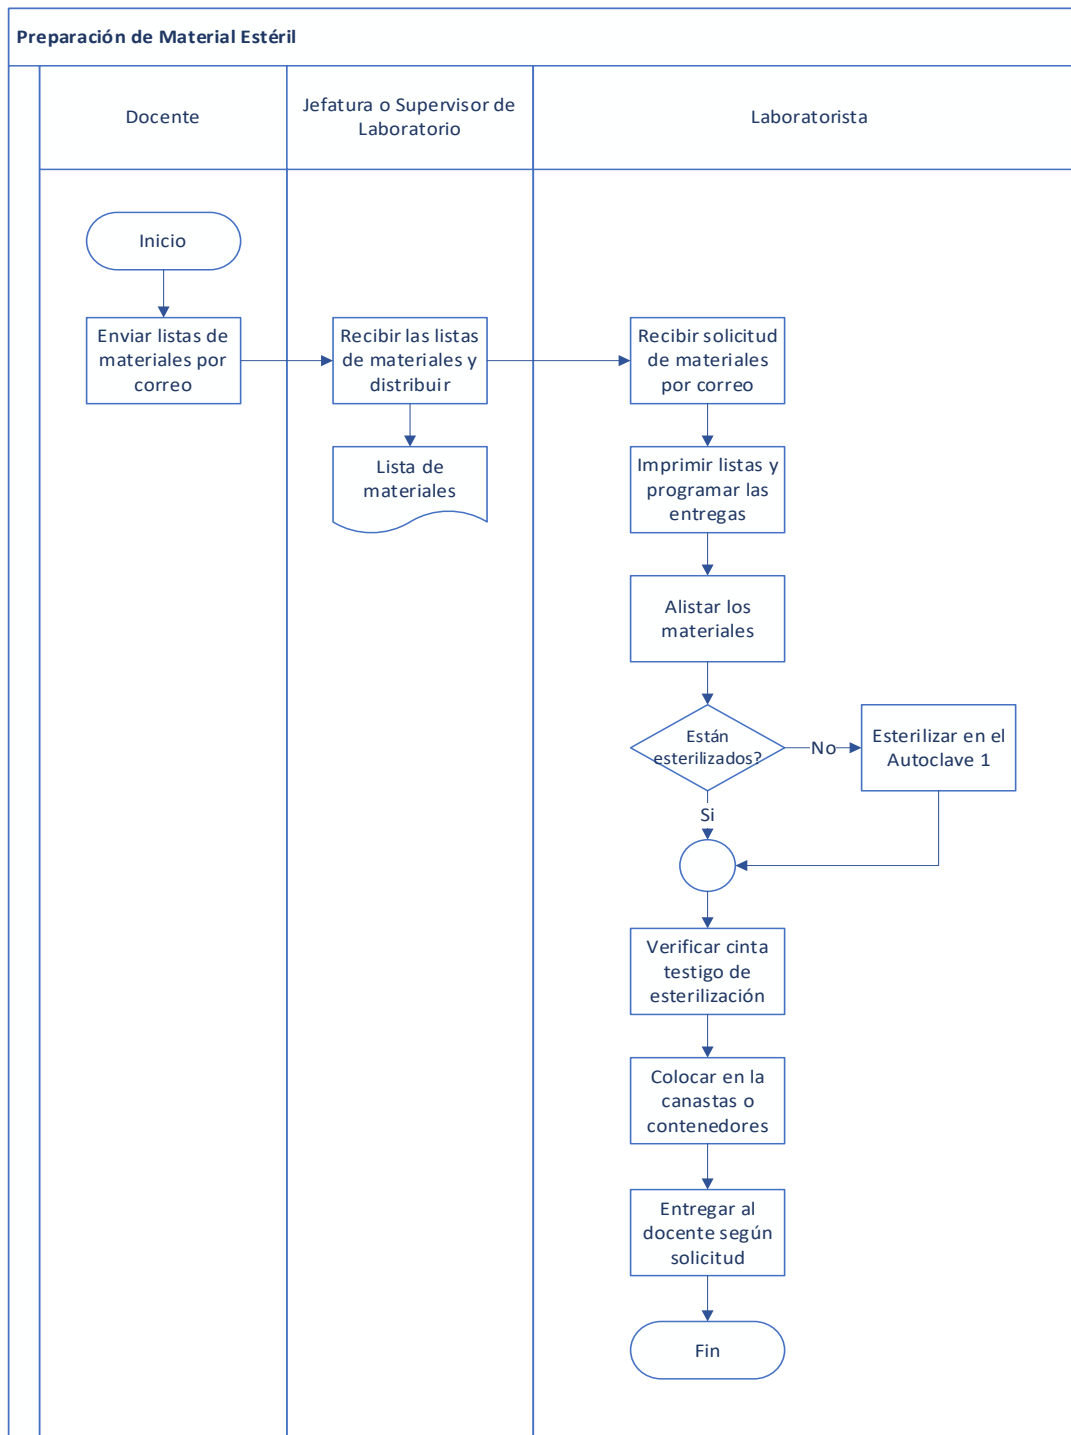 Preparación de Material Estéril
Docente
Jefatura o Supervisor de
Laboratorio
Laboratorista
Inicio
Enviar listas de
materiales por
correo
Recibir las listas
de materiales y
distribuir
Recibir solicitud
de materiales
por correo
Lista de
materiales
Imprimir listas y
programar las
entregas
Alistar los
materiales
Están
esterilizados?
No
Esterilizar en el
Autoclave 1
Si
Verificar cinta
testigo de
esterilización
Colocar en la
canastas o
contenedores
Entregar al
docente según
solicitud
Fin